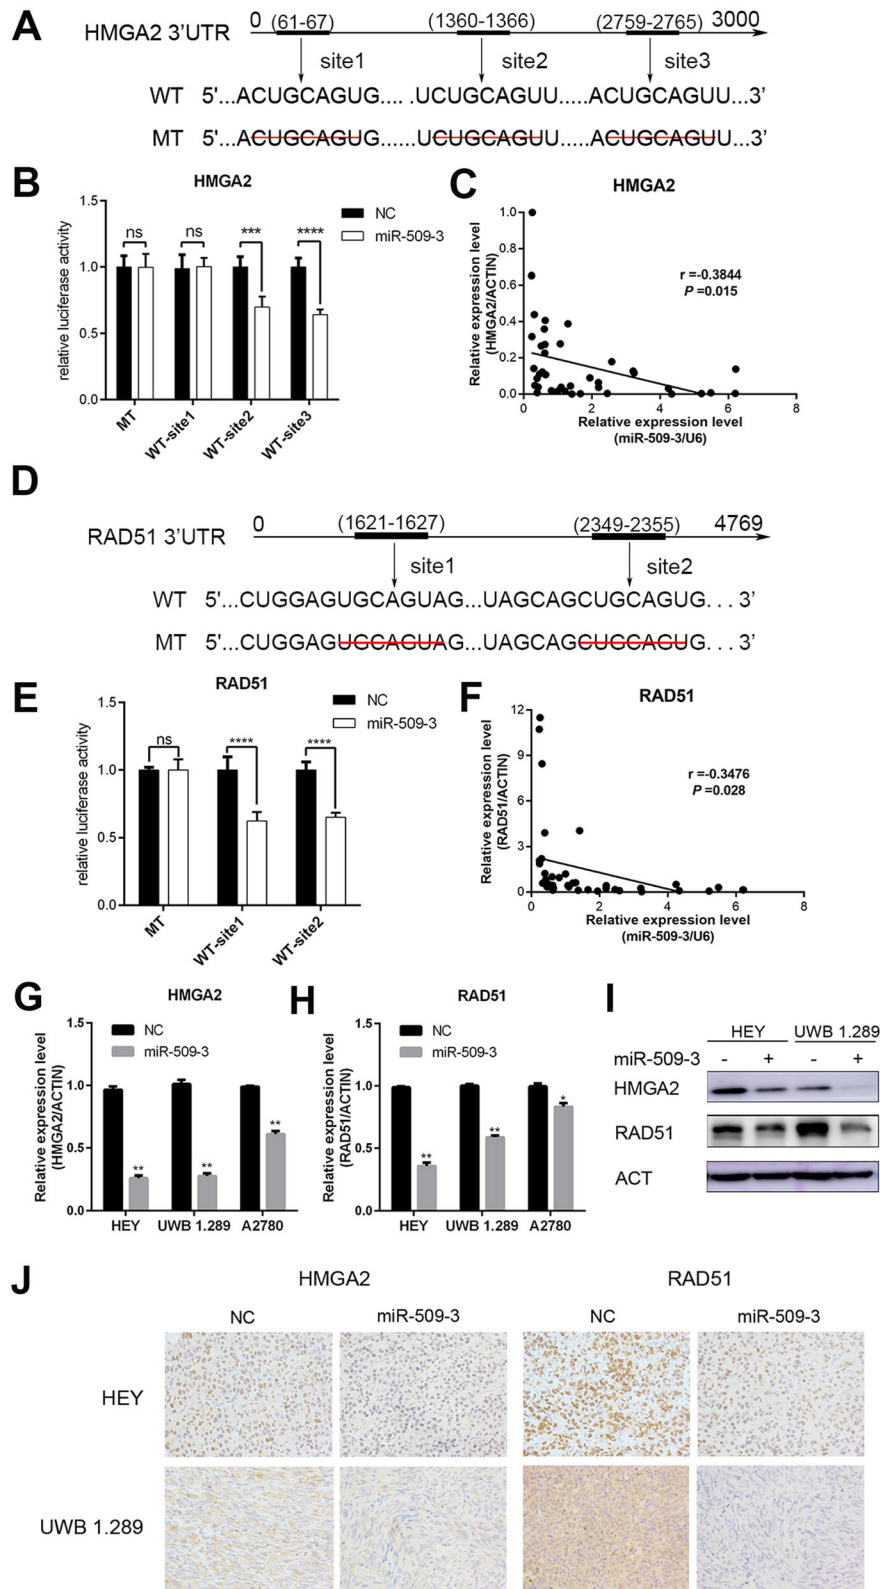 A
0 (61-67) (1360-1366) (2759-2765) 3000
HMGA2 3'UTR
site1 site2 site3
WT 5'...ACUGCAGUG.... .UCUGCAGUU.....ACUGCAGUU...3'
MT 5'...ACUGCAGUG......UCUGCAGUU.....ACUGCAGUU...3'
B
HMGA2
NC
miR-509-3
relative luciferase activity
1.5
1.0
0.5
0.0
ns ns *** ****
MT WT-site1 WT-site2 WT-site3
C
HMGA2
Relative expression level
(HMGA2/ACTIN)
1.0
0.8
0.6
0.4
0.2
0.0
r =-0.3844
P =0.015
0 2 4 6 8
Relative expression level
(miR-509-3/U6)
D
0 (1621-1627) (2349-2355) 4769
RAD51 3'UTR
site1 site2
WT 5'...CUGGAGUGCAGUAG...UAGCAGCUGCAGUG...3'
MT 5'...CUGGAGUGCAGUAG...UAGCAGCUGCAGUG...3'
E
RAD51
NC
miR-509-3
relative luciferase activity
1.5
1.0
0.5
0.0
ns **** ****
MT WT-site1 WT-site2
F
RAD51
Relative expression level
(RAD51/ACTIN)
12
9
6
3
0
r =-0.3476
P =0.028
0 2 4 6 8
Relative expression level
(miR-509-3/U6)
G
HMGA2
NC
miR-509-3
Relative expression level
(HMGA2/ACTIN)
1.5
1.0
0.5
0.0
** ** **
HEY UWB 1.289 A2780
H
RAD51
NC
miR-509-3
Relative expression level
(RAD51/ACTIN)
1.5
1.0
0.5
0.0
** ** *
HEY UWB 1.289 A2780
I
HEY UWB 1.289
miR-509-3 - + - +
HMGA2
RAD51
ACT
J
HMGA2 RAD51
NC miR-509-3 NC miR-509-3
HEY
UWB 1.289